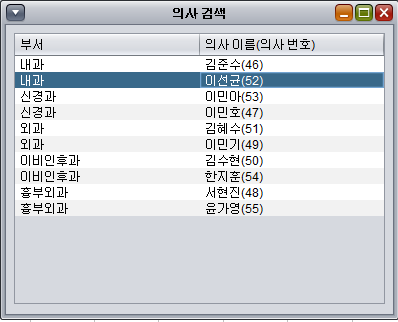 의사 검색
부서 의사 이름(의사 번호)
내과 김준수(46)
내과 이선균(52)
신경과 이민아(53)
신경과 이민호(47)
외과 김혜수(51)
외과 이민기(49)
이비인후과 김수현(50)
이비인후과 한지훈(54)
흉부외과 서현진(48)
흉부외과 윤가영(55)